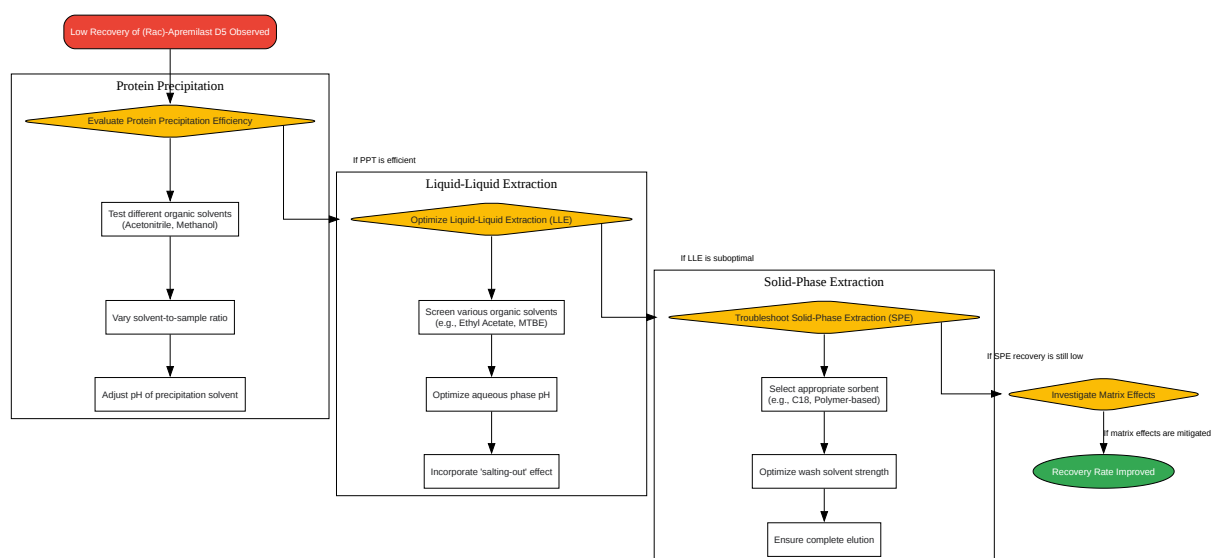 Low Recovery of (Rac)-Apremilast D5 Observed
Protein Precipitation
Evaluate Protein Precipitation Efficiency
If PPT is efficient
Test different organic solvents
(Acetonitrile, Methanol)
Vary solvent-to-sample ratio
Adjust pH of precipitation solvent
Liquid-Liquid Extraction
Optimize Liquid-Liquid Extraction (LLE)
If LLE is suboptimal
Screen various organic solvents
(e.g., Ethyl Acetate, MTBE)
Optimize aqueous phase pH
Incorporate 'salting-out' effect
Solid-Phase Extraction
Troubleshoot Solid-Phase Extraction (SPE)
If SPE recovery is still low
Select appropriate sorbent
(e.g., C18, Polymer-based)
Optimize wash solvent strength
Ensure complete elution
Investigate Matrix Effects
If matrix effects are mitigated
Recovery Rate Improved